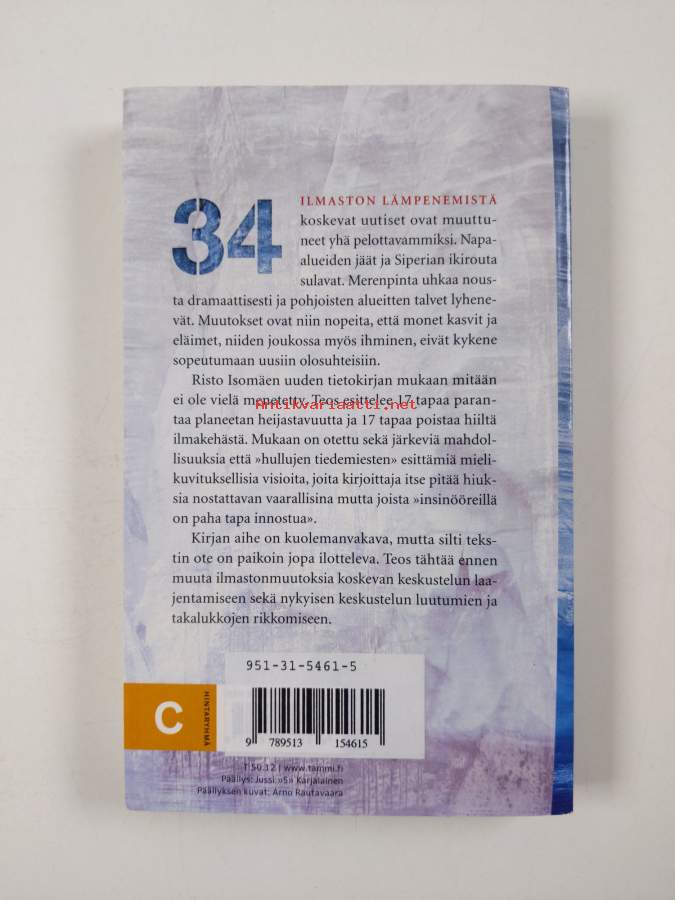 34
ILMASTON LÄMPENEMISTÄ
koskevat uutiset ovat muuttu-
neet yhä pelottavammiksi. Napa-
alueiden jäät ja Siperian ikirouta
sulavat. Merenpinta uhkaa nous-
ta dramaattisesti ja pohjoisten alueitten talvet lyhene-
vät. Muutokset ovat niin nopeita, että monet kasvit ja
eläimet, niiden joukossa myös ihminen, eivät kykene
sopeutumaan uusiin olosuhteisiin.
Risto Isomäen uuden tietokirjan mukaan mitään
ei ole vielä menetetty. Teos esittelee 17 tapaa paran-
Antikvariaatti.net
taa planeetan heijastavuutta ja 17 tapaa poistaa hiiltä
ilmakehästä. Mukaan on otettu sekä järkeviä mahdol-
lisuuksia että »hullujen tiedemiesten» esittämiä mieli-
kuvituksellisia visioita, joita kirjoittaja itse pitää hiuk-
sia nostattavan vaarallisina mutta joista »insinööreillä
on paha tapa innostua».
Kirjan aihe on kuolemanvakava, mutta silti teks-
tin ote on paikoin jopa ilotteleva. Teos tähtää ennen
muuta ilmastonmuutoksia koskevan keskustelun laa-
jentamiseen sekä nykyisen keskustelun luutumien ja
takalukkojen rikkomiseen.
951-31-5461-5
C
HINTARYHMÄ
9 789513 154615
T 50.12 | www.tammi.fi
Päällys: Jussi »S» Karjalainen
Päällyksen kuvat: Arno Rautavaara